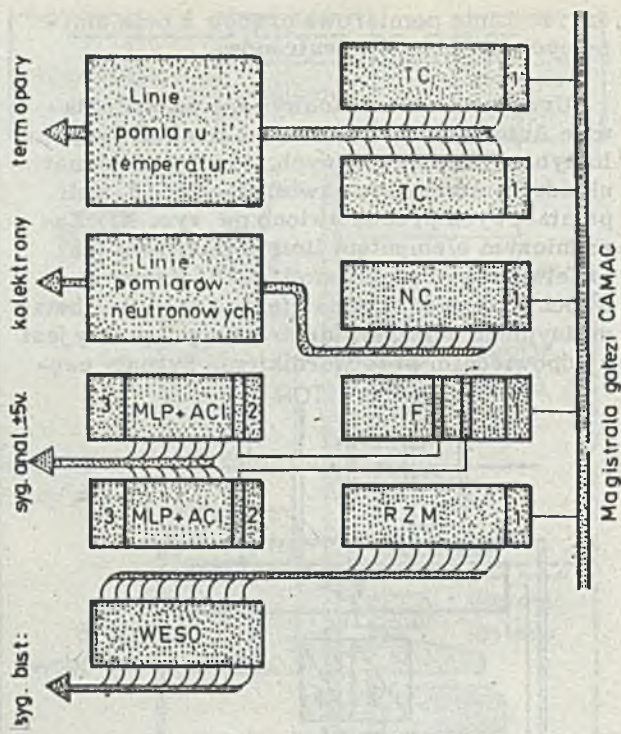 termopary
Linie
pomiaru
temperatur
TC
1
TC
1
kolektrony
Linie
pomiarów
neutronowych
NC
1
syg. anal. ±5v.
3
MLP+ACI
2
IF
1
3
MLP+ACI
2
RZM
1
syg. bist:
WESO
Magistrala gałęzi CAMAC